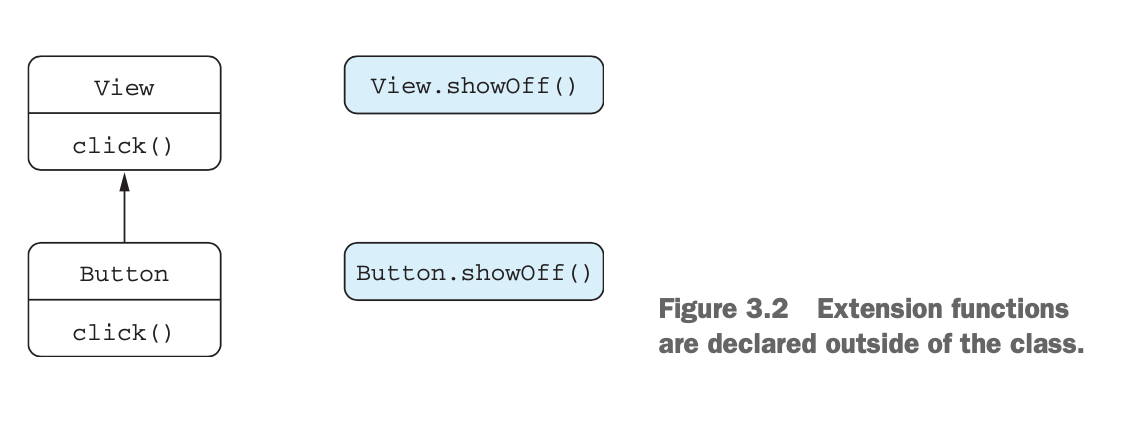 View
click()
Button
click()
View.showOff()
Button.showOff()
Figure 3.2 Extension functions
are declared outside of the class.